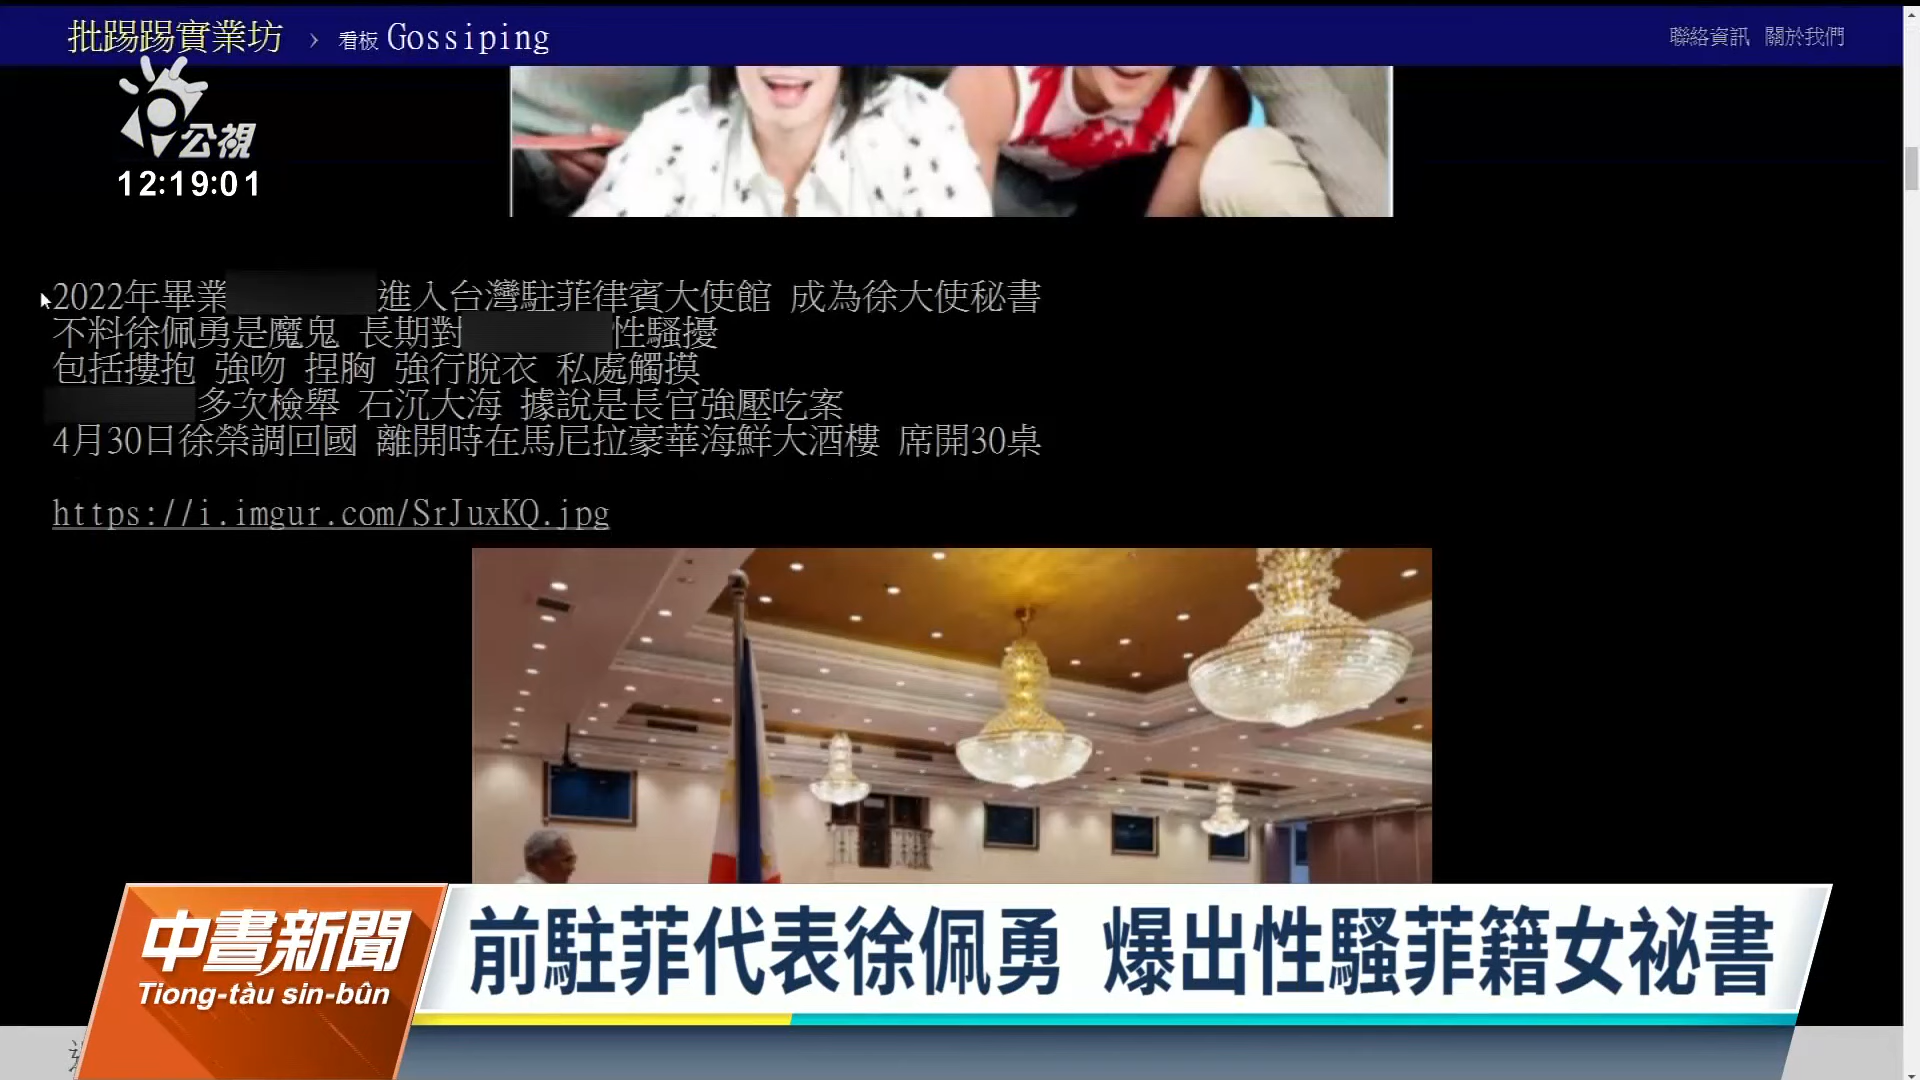 批踢踢實業坊 › 看板 Gossiping
聯絡資訊 關於我們
公視
12:19:01
2022年畢業 進入台灣駐菲律賓大使館 成為徐大使秘書
不料徐佩勇是魔鬼 長期對 性騷擾
包括摟抱 強吻 捏胸 強行脫衣 私處觸摸
多次檢舉 石沉大海 據說是長官強壓吃案
4月30日徐榮調回國 離開時在馬尼拉豪華海鮮大酒樓 席開30桌
https://i.imgur.com/SrJuxKQ.jpg
中晝新聞
Tiong-tàu sin-bûn
前駐菲代表徐佩勇 爆出性騷菲籍女祕書